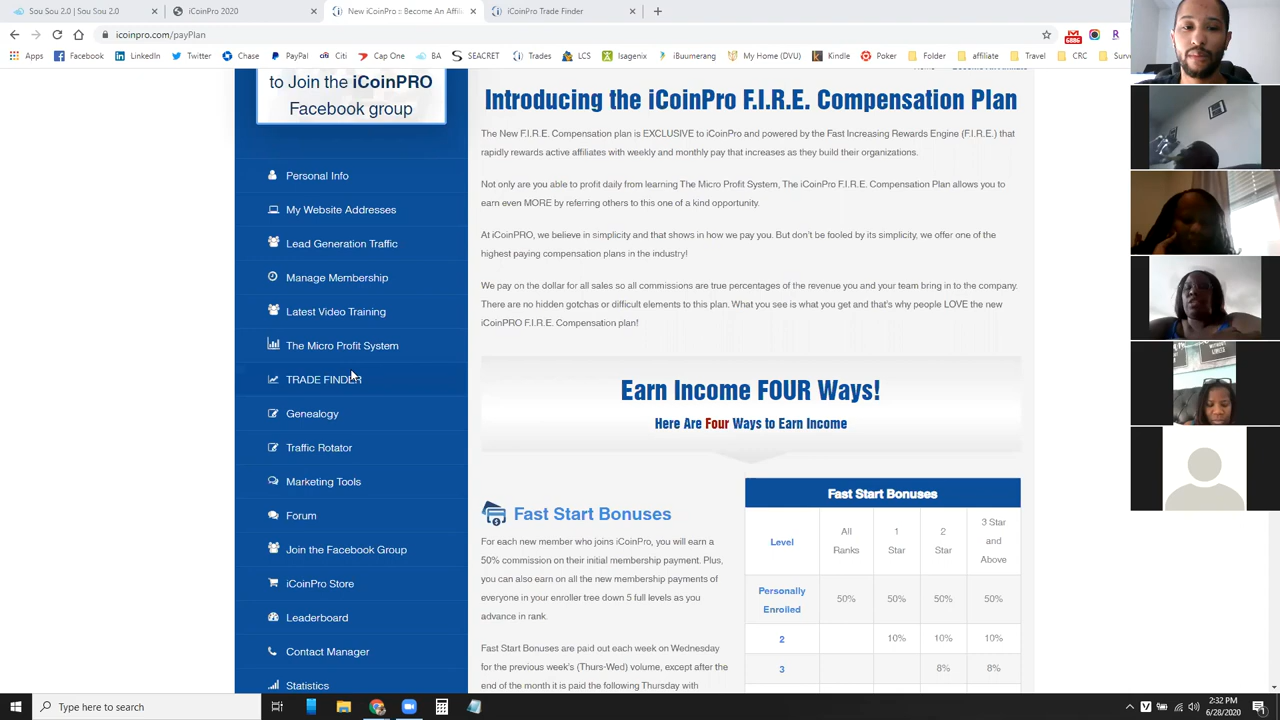 Sou Sou 2.0 | Sou Sou 2.0
iCoinPro 2020
New iCoinPro :: Become An Affili
iCoinPro Trade Finder
icoinpro.com/payPlan
Apps
Facebook
LinkedIn
Twitter
Chase
PayPal
Citi
Cap One
BA
SEACRET
Trades
LCS
Isagenix
iBuumerang
My Home (DVU)
Kindle
Poker
Folder
affiliate
Trade
CRC
Surv
to Join the iCoinPRO
Facebook group
Personal Info
My Website Addresses
Lead Generation Traffic
Manage Membership
Latest Video Training
The Micro Profit System
TRADE FINDER
Genealogy
Traffic Rotator
Marketing Tools
Forum
Join the Facebook Group
iCoinPro Store
Leaderboard
Contact Manager
Statistics
Introducing the iCoinPro F.I.R.E. Compensation Plan
The New F.I.R.E. Compensation plan is EXCLUSIVE to iCoinPro and powered by the Fast Increasing Rewards Engine (F.I.R.E.) that
rapidly rewards active affiliates with weekly and monthly pay that increases as they build their organizations.
Not only are you able to profit daily from learning The Micro Profit System, The iCoinPro F.I.R.E. Compensation Plan allows you to
earn even MORE by referring others to this one of a kind opportunity.
At iCoinPRO, we believe in simplicity and that shows in how we pay you. But don't be fooled by its simplicity, we offer one of the
highest paying compensation plans in the industry!
We pay on the dollar for all sales so all commissions are true percentages of the revenue you and your team bring in to the company.
There are no hidden gotchas or difficult elements to this plan. What you see is what you get and that's why people LOVE the new
iCoinPRO F.I.R.E. Compensation plan!
Earn Income FOUR Ways!
Here Are Four Ways to Earn Income
Fast Start Bonuses
For each new member who joins iCoinPro, you will earn a
50% commission on their initial membership payment. Plus,
you can also earn on all the new membership payments of
everyone in your enroller tree down 5 full levels as you
advance in rank.
Fast Start Bonuses are paid out each week on Wednesday
for the previous week's (Thurs-Wed) volume, except after the
end of the month it is paid the following Thursday with
Fast Start Bonuses
Level
All Ranks
1 Star
2 Star
3 Star and Above
Personally Enrolled
50%
50%
50%
50%
2
10%
10%
10%
3
8%
8%
Type here to search
2:32 PM
6/28/2020